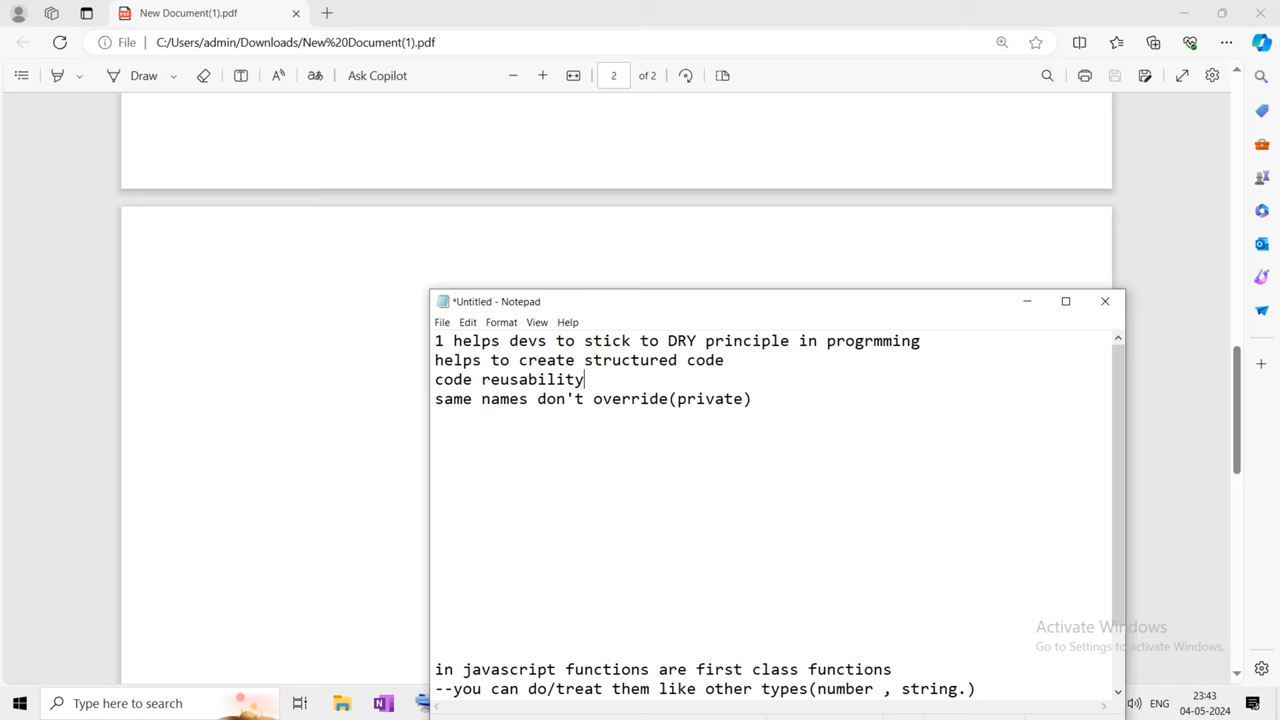 New Document(1).pdf
File C:/Users/admin/Downloads/New%20Document(1).pdf
Draw aあ Ask Copilot 2 of 2
*Untitled - Notepad
File Edit Format View Help
1 helps devs to stick to DRY principle in progrmming
helps to create structured code
code reusability
same names don't override(private)
Activate Windows
Go to Settings to activate Windows.
in javascript functions are first class functions
--you can do/treat them like other types(number , string.)
Type here to search
ENG
23:43
04-05-2024